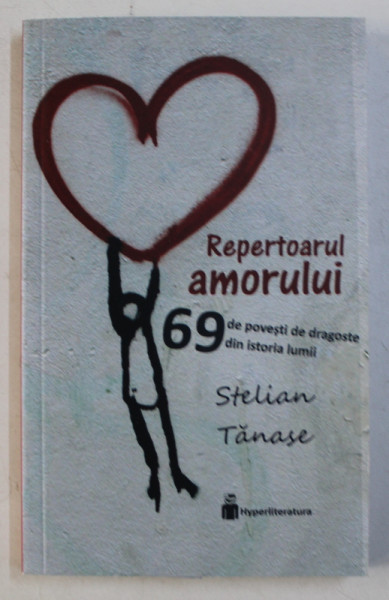 Repertoarul
amorului
69 de povești de dragoste
din istoria lumii
Stelian
Tănase
Hyperliteratura